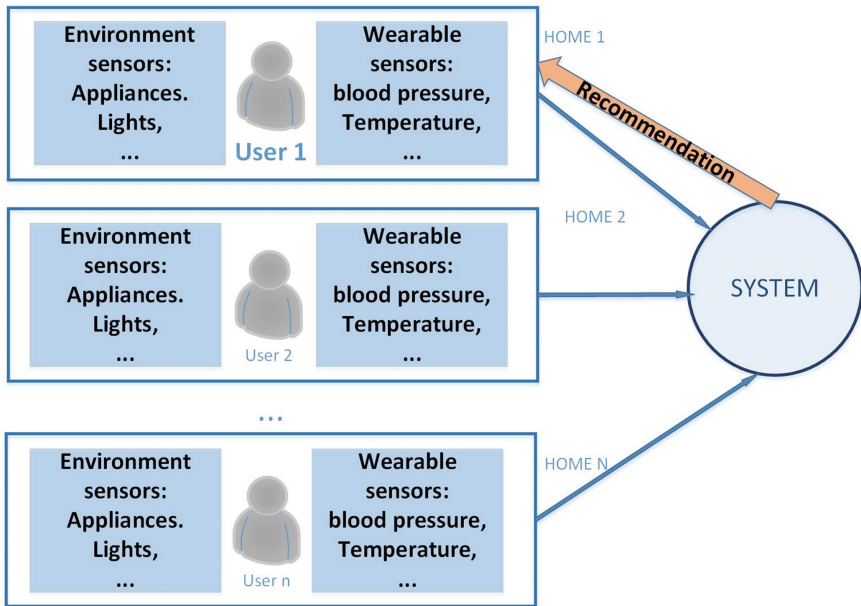 Environment
sensors:
Appliances.
Lights,
...
User 1
Wearable
sensors:
blood pressure,
Temperature,
...
HOME 1
Recommendation
Environment
sensors:
Appliances.
Lights,
...
User 2
Wearable
sensors:
blood pressure,
Temperature,
...
HOME 2
SYSTEM
...
Environment
sensors:
Appliances.
Lights,
...
User n
Wearable
sensors:
blood pressure,
Temperature,
...
HOME N